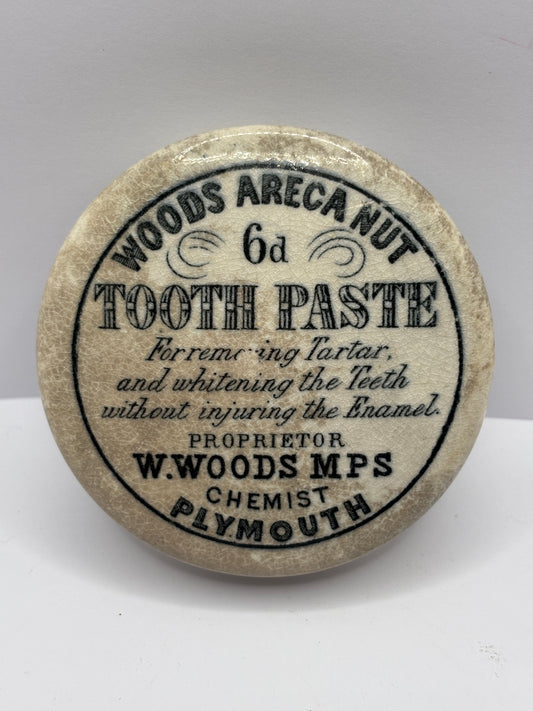 WOODS ARECA NUT
6d
TOOTH PASTE
For removing Tartar,
and whitening the Teeth
without injuring the Enamel.
PROPRIETOR
W.WOODS MPS
CHEMIST
PLYMOUTH